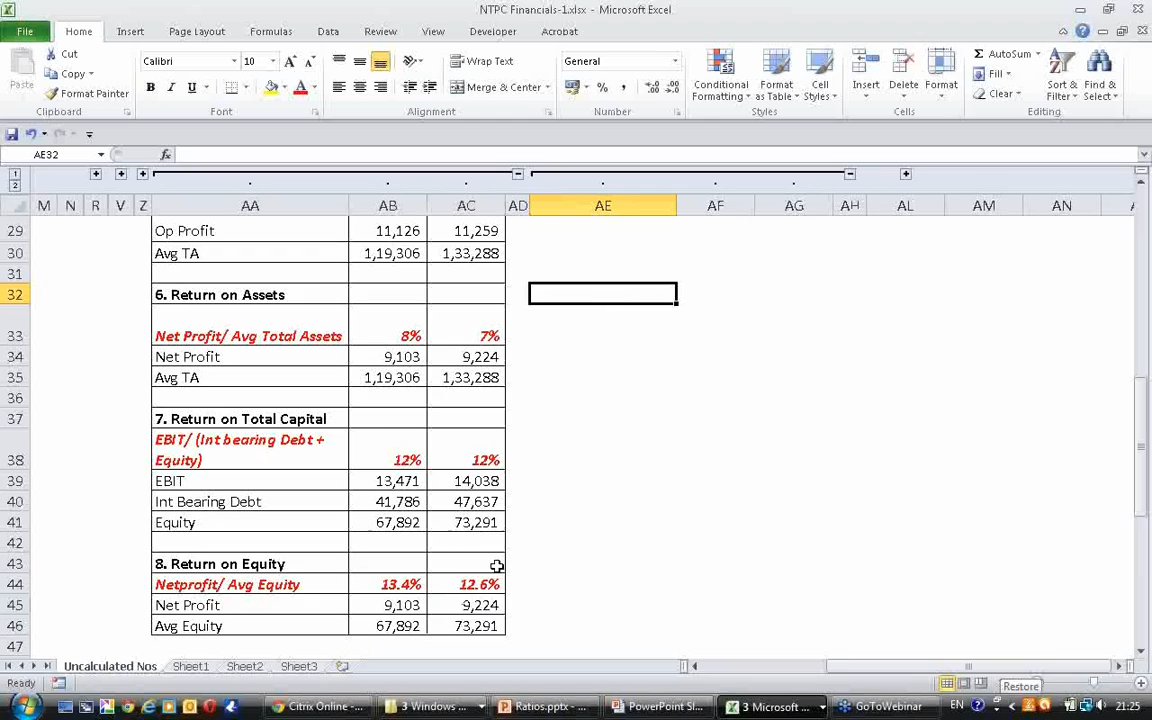 NTPC Financials-1.xlsx - Microsoft Excel
File Home Insert Page Layout Formulas Data Review View Developer Acrobat
Cut
Copy
Format Painter
Paste
Clipboard
Calibri 10
B I U A
Font
Wrap Text
Merge & Center
Alignment
General
% ,
Number
Conditional Formatting
Format as Table
Cell Styles
Styles
Insert Delete Format
Cells
AutoSum
Fill
Clear
Sort & Filter
Find & Select
Editing
AE32 fx
1
2
M N R V Z AA AB AC AD AE AF AG AH AL AM AN
29 Op Profit 11,126 11,259
30 Avg TA 1,19,306 1,33,288
31
32 6. Return on Assets
33 Net Profit/ Avg Total Assets 8% 7%
34 Net Profit 9,103 9,224
35 Avg TA 1,19,306 1,33,288
36
37 7. Return on Total Capital
EBIT/ (Int bearing Debt +
38 Equity) 12% 12%
39 EBIT 13,471 14,038
40 Int Bearing Debt 41,786 47,637
41 Equity 67,892 73,291
42
43 8. Return on Equity
44 Netprofit/ Avg Equity 13.4% 12.6%
45 Net Profit 9,103 9,224
46 Avg Equity 67,892 73,291
47
Uncalculated Nos Sheet1 Sheet2 Sheet3
Ready
Restore
Citrix Online -... 3 Windows ... Ratios.pptx - ... PowerPoint Sl... 3 Microsoft ... GoToWebinar EN 21:25